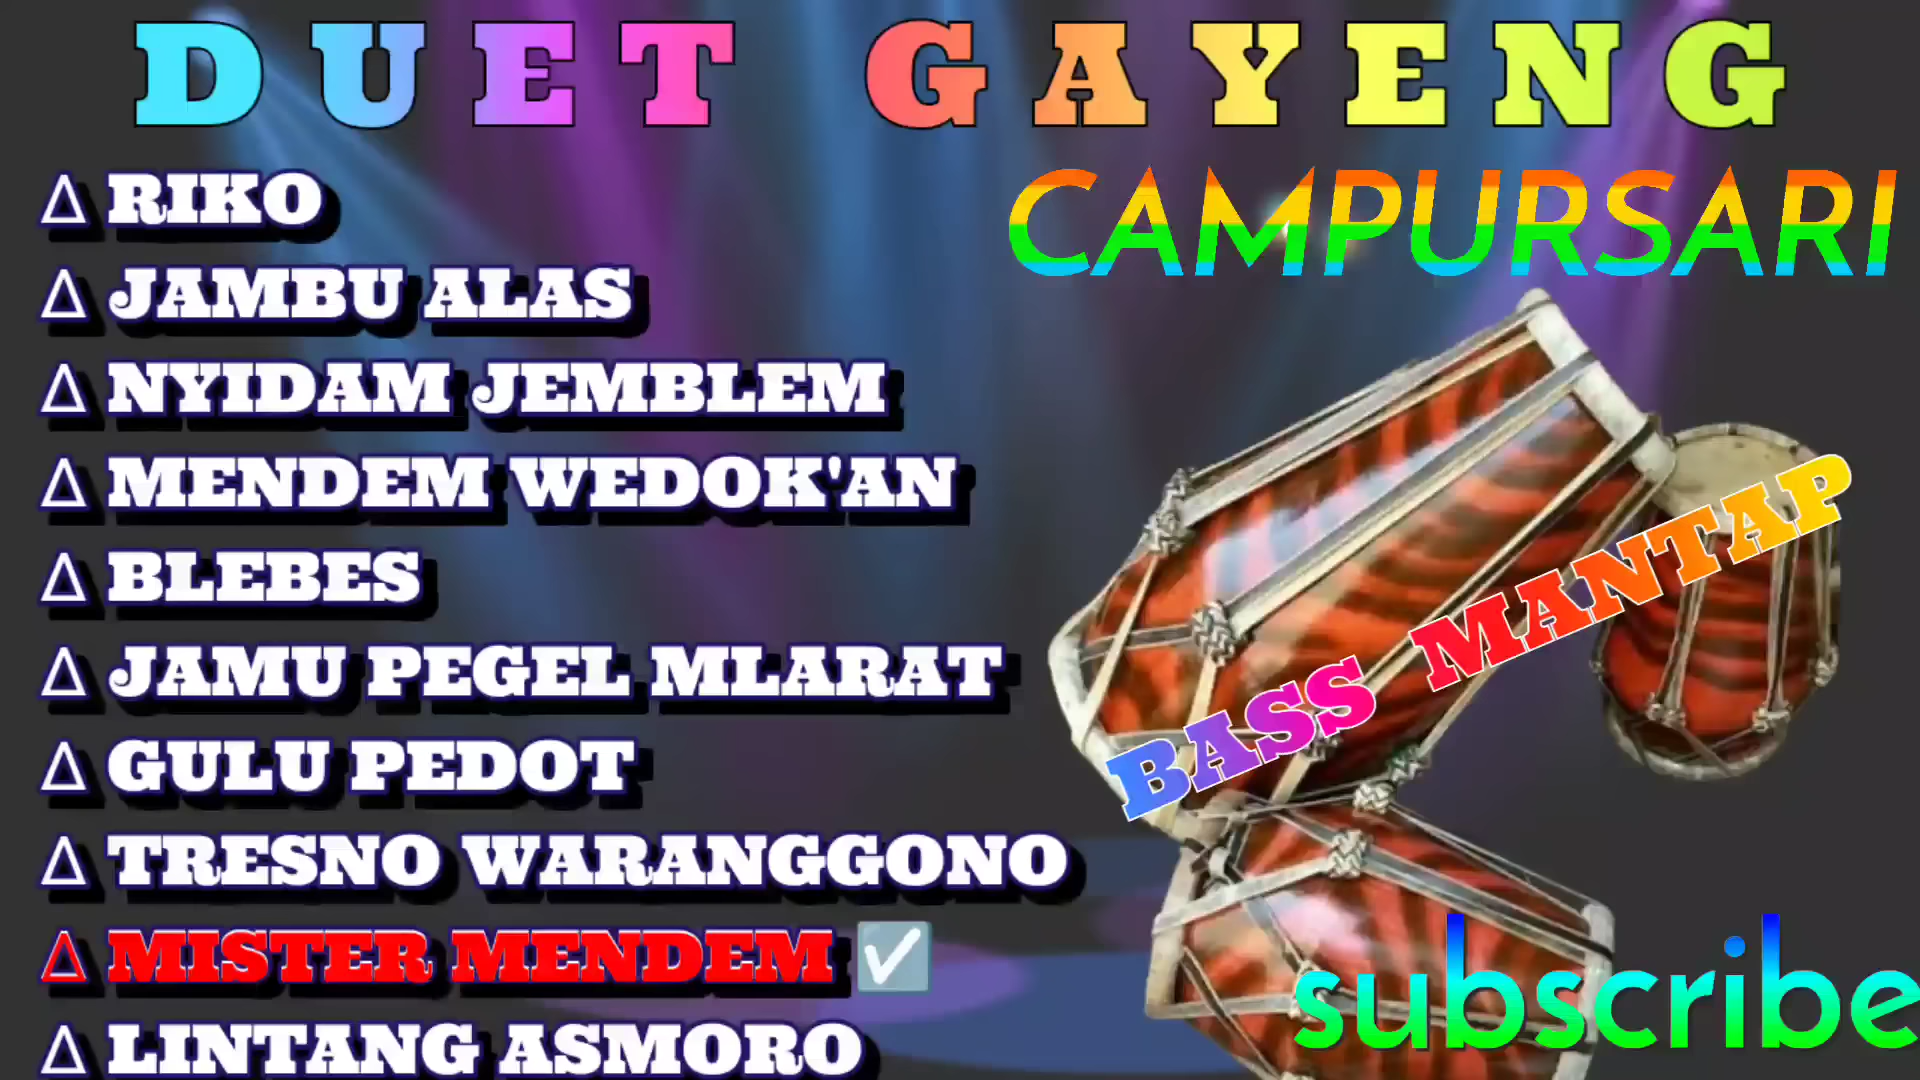 DUET GAYENG
CAMPURSARI
∆ RIKO
∆ JAMBU ALAS
∆ NYIDAM JEMBLEM
∆ MENDEM WEDOK'AN
∆ BLEBES
∆ JAMU PEGEL MLARAT
∆ GULU PEDOT
∆ TRESNO WARANGGONO
∆ MISTER MENDEM ☑
∆ LINTANG ASMORO
BASS MANTAP
subscribe